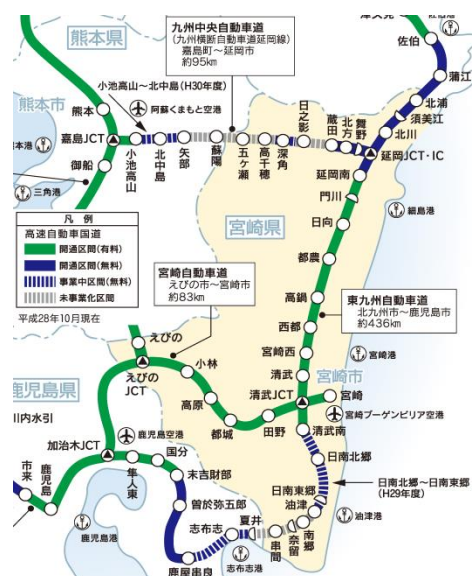 熊本県
九州中央自動車道
(九州横断自動車道延岡線)
嘉島町〜延岡市
約95km
佐伯
蒲江
北浦
須美江
北川
小池高山〜北中島(H30年度)
熊本市
熊本
阿蘇くまもと空港
嘉島JCT
御船
小池高山
北中島
矢部
蘇陽
五ヶ瀬
高千穂
深角
日之影
蔵田
北方
舞野
延岡JCT・IC
三角港
延岡南
門川
細島港
日向
凡 例
高速自動車国道
開通区間(有料)
開通区間(無料)
事業中区間(無料)
未事業化区間
平成28年10月現在
宮崎県
都農
宮崎自動車道
えびの市〜宮崎市
約83km
高鍋
東九州自動車道
北九州市〜鹿児島市
約436km
西都
宮崎西
宮崎港
えびの
えびの
JCT
小林
高原
都城
田野
清武
清武JCT
宮崎市
宮崎
宮崎ブーゲンビリア空港
清武南
鹿児島県
川内水引
加治木JCT
鹿児島空港
国分
隼人東
末吉財部
市来
鹿児島
曽於弥五郎
日南北郷
日南東郷
日南北郷〜日南東郷
(H29年度)
油津
油津港
鹿児島港
志布志
夏井
志布志港
串間
奈留
南郷
鹿屋串良